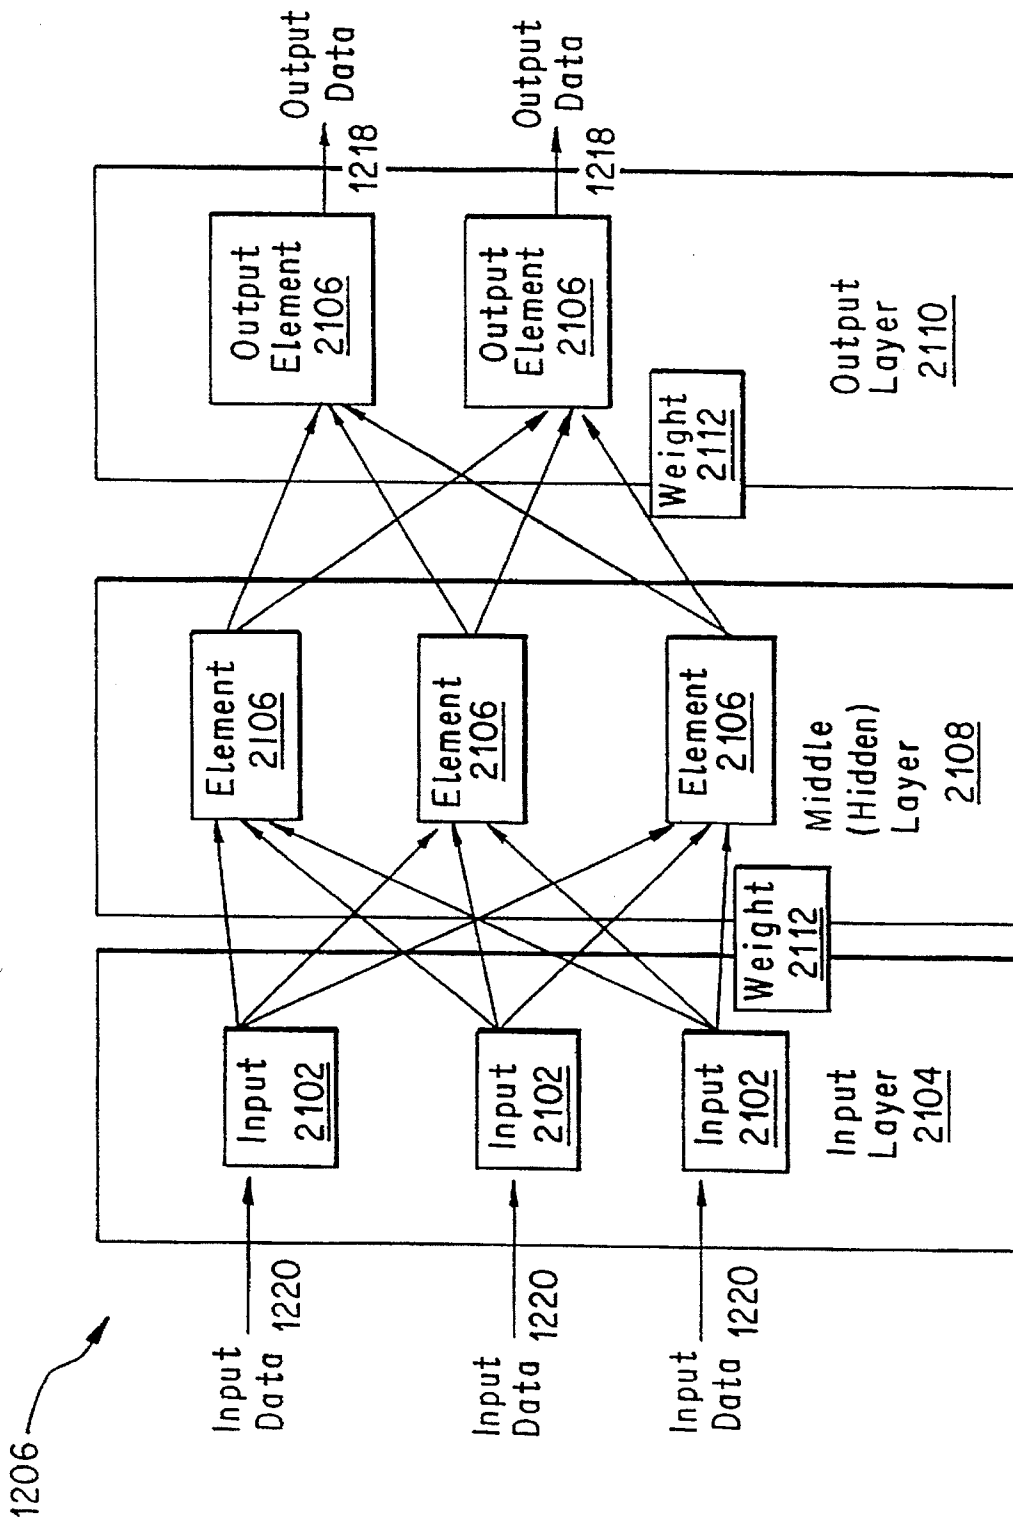 1206
Input
Data 1220
Input
Data 1220
Input
Data 1220
Input
2102
Input
2102
Input
2102
Input
Layer
2104
Weight
2112
Element
2106
Element
2106
Element
2106
Middle
(Hidden)
Layer
2108
Weight
2112
Output
Element
2106
Output
Element
2106
Output
Layer
2110
Output
Data
1218
Output
Data
1218